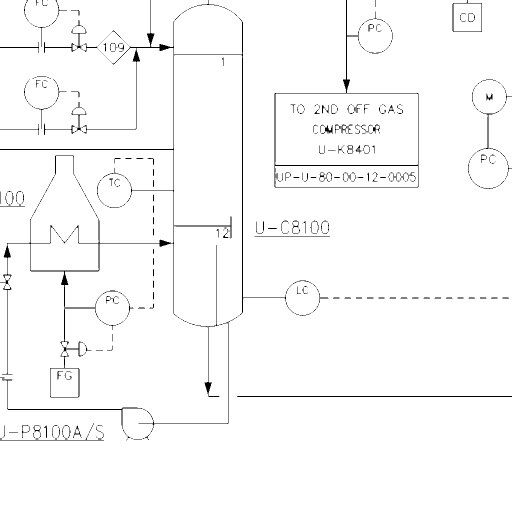 FC
CD
PC
109
1
FC
M
TO 2ND OFF GAS
COMPRESSOR
U-K8401
PC
UP-U-80-00-12-0005
TC
100
12
U-C8100
LC
PC
FG
U-P8100A/S